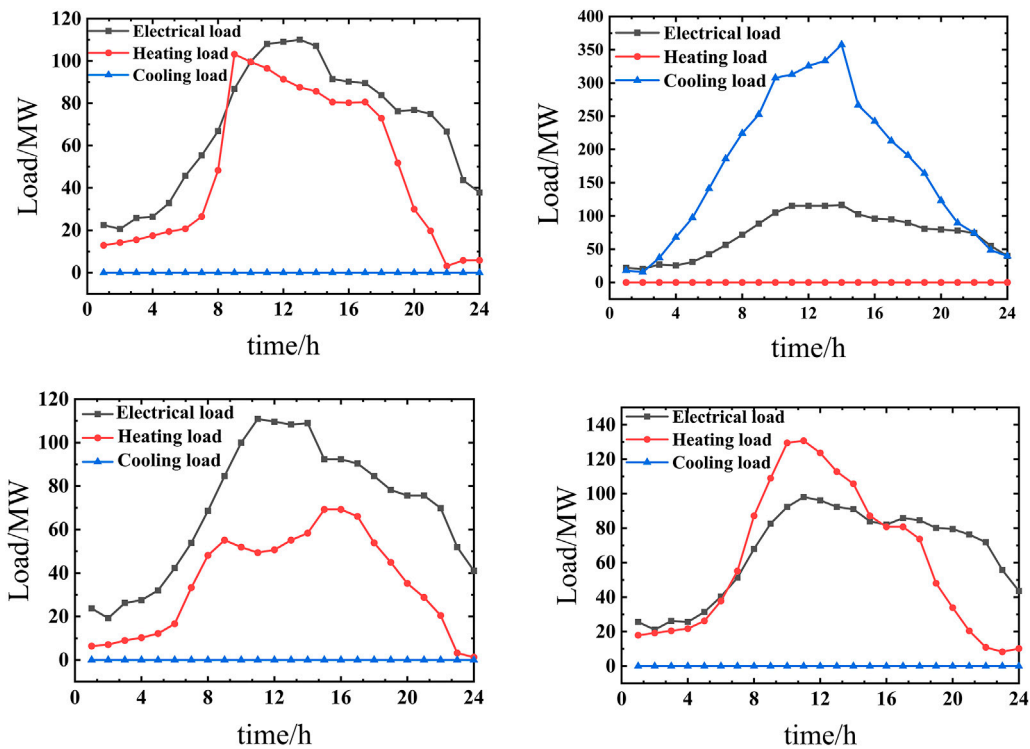 Electrical load
Heating load
Cooling load
Load/MW
120
100
80
60
40
20
0
0 4 8 12 16 20 24
time/h
Electrical load
Heating load
Cooling load
Load/MW
400
350
300
250
200
150
100
50
0
0 4 8 12 16 20 24
time/h
Electrical load
Heating load
Cooling load
Load/MW
120
100
80
60
40
20
0
0 4 8 12 16 20 24
time/h
Electrical load
Heating load
Cooling load
Load/MW
140
120
100
80
60
40
20
0
0 4 8 12 16 20 24
time/h